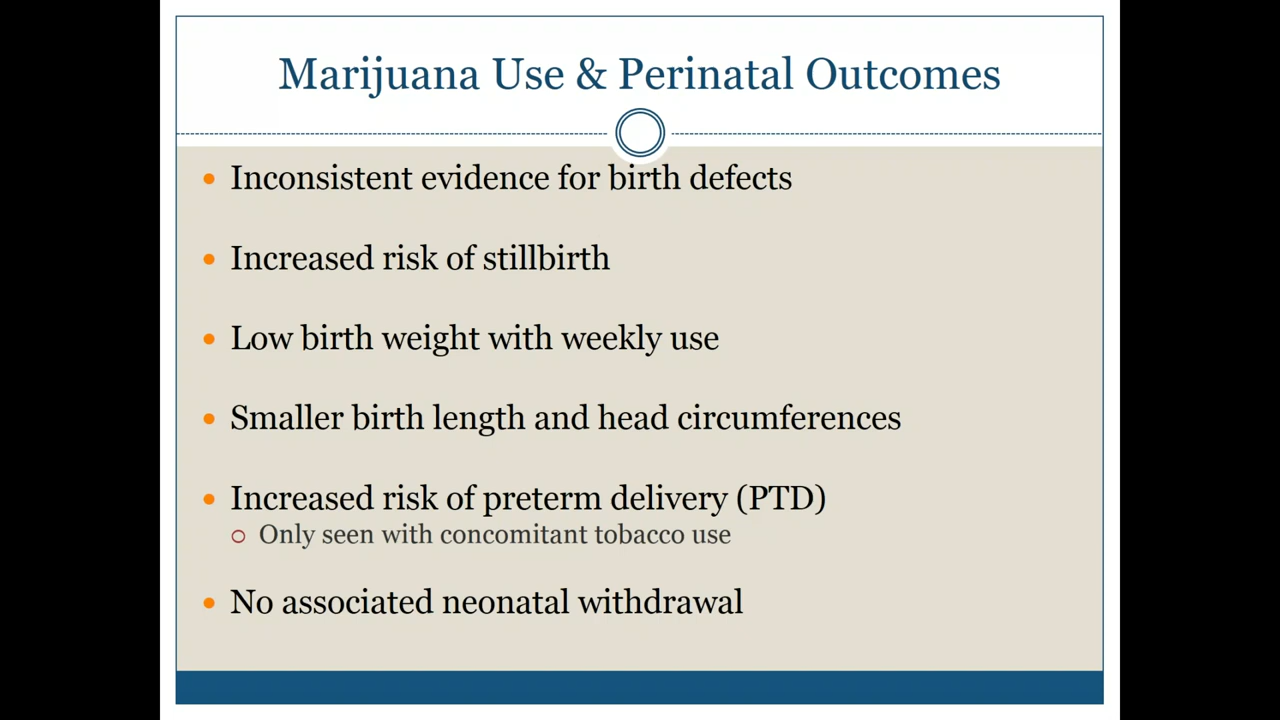 Marijuana Use & Perinatal Outcomes
Inconsistent evidence for birth defects
Increased risk of stillbirth
Low birth weight with weekly use
Smaller birth length and head circumferences
Increased risk of preterm delivery (PTD)
Only seen with concomitant tobacco use
No associated neonatal withdrawal